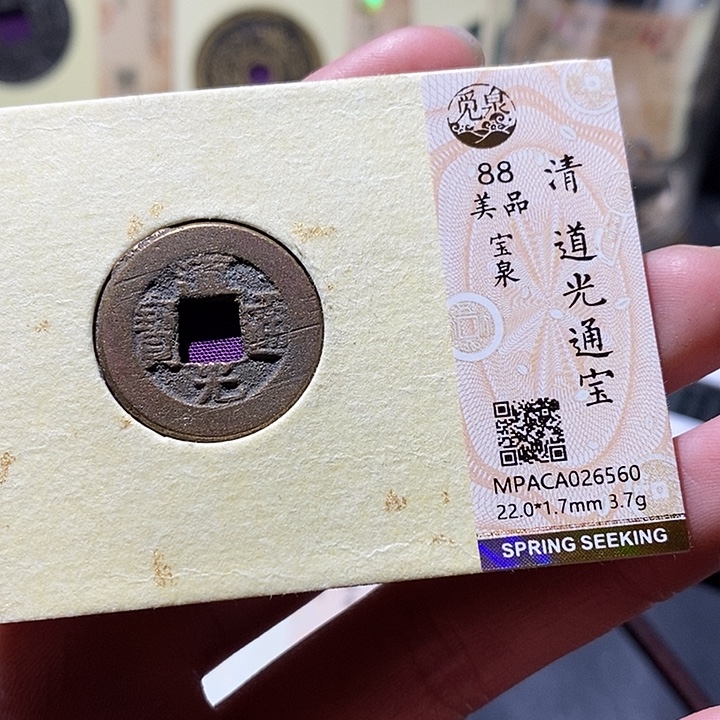 觅泉
88
美品
宝泉
清
道光通宝
MPACA026560
22.0*1.7mm 3.7g
SPRING SEEKING
光